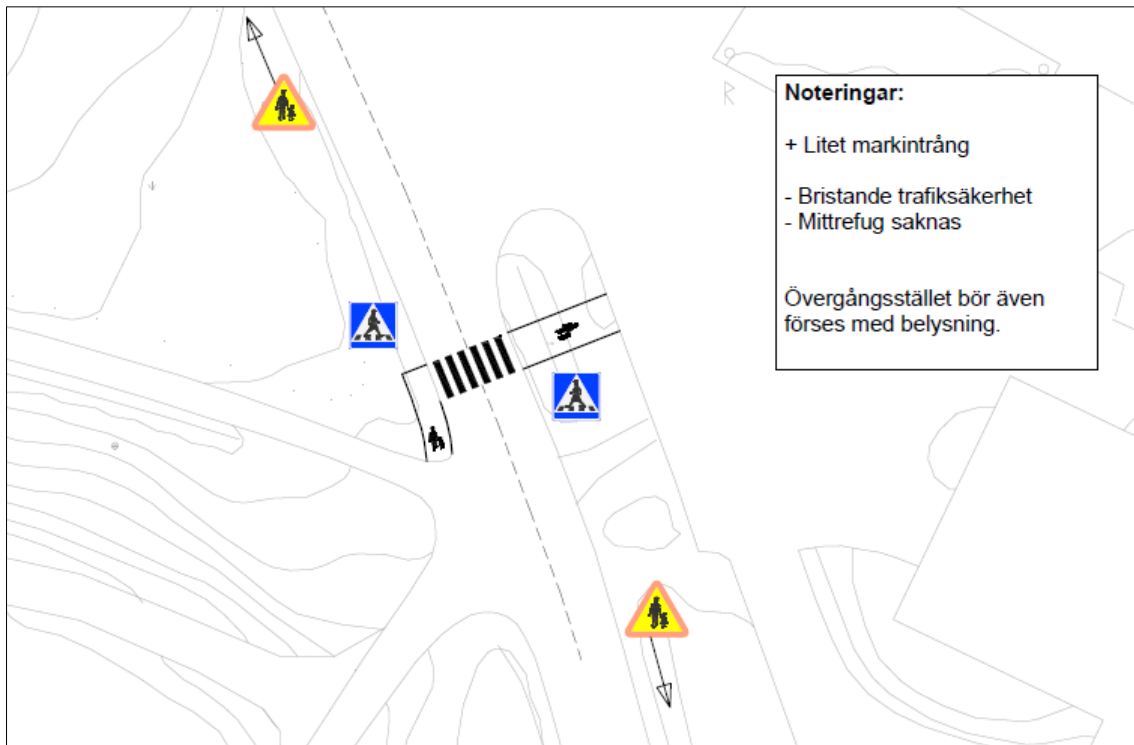 Noteringar:
+ Litet markintrång
- Bristande trafiksäkerhet
- Mittrefug saknas
Övergångsstället bör även
förses med belysning.
R